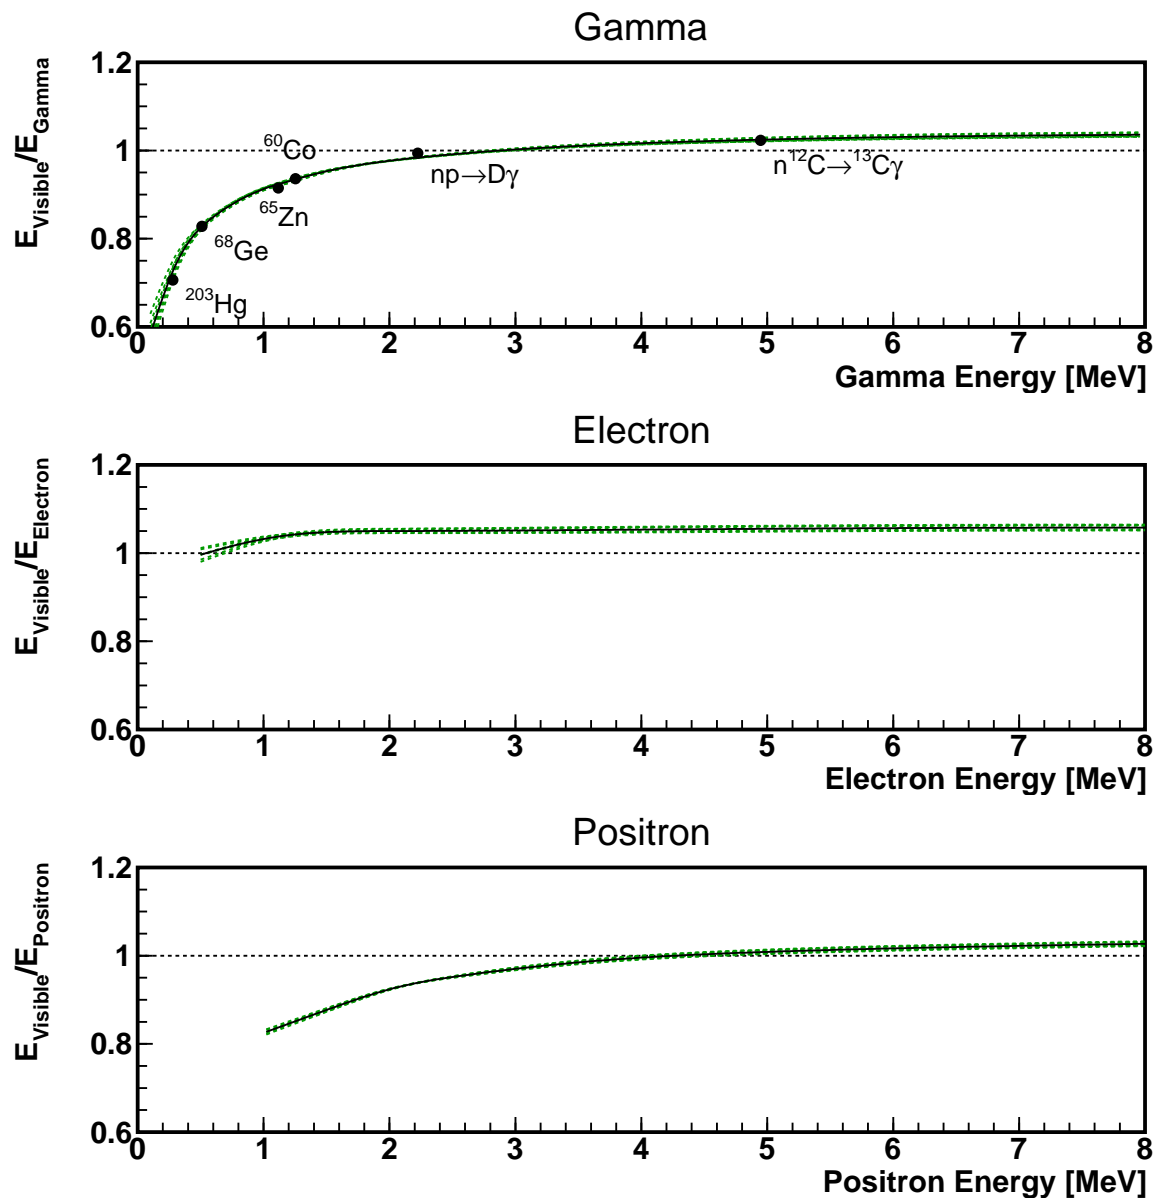 Gamma
E_Visible/E_Gamma
1.2
1
0.8
0.6
⁶⁰Co
⁶⁵Zn
⁶⁸Ge
²⁰³Hg
np→Dγ
n¹²C→¹³Cγ
0 1 2 3 4 5 6 7 8
Gamma Energy [MeV]
Electron
E_Visible/E_Electron
1.2
1
0.8
0.6
0 1 2 3 4 5 6 7 8
Electron Energy [MeV]
Positron
E_Visible/E_Positron
1.2
1
0.8
0.6
0 1 2 3 4 5 6 7 8
Positron Energy [MeV]